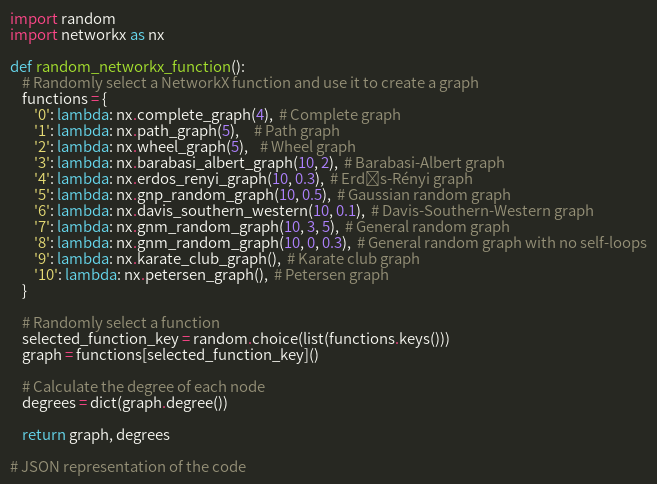 import random
import networkx as nx

def random_networkx_function():
    # Randomly select a NetworkX function and use it to create a graph
    functions = {
        '0': lambda: nx.complete_graph(4),  # Complete graph
        '1': lambda: nx.path_graph(5),    # Path graph
        '2': lambda: nx.wheel_graph(5),   # Wheel graph
        '3': lambda: nx.barabasi_albert_graph(10, 2),  # Barabasi-Albert graph
        '4': lambda: nx.erdos_renyi_graph(10, 0.3),  # Erd☒s-Rényi graph
        '5': lambda: nx.gnp_random_graph(10, 0.5),  # Gaussian random graph
        '6': lambda: nx.davis_southern_western(10, 0.1),  # Davis-Southern-Western graph
        '7': lambda: nx.gnm_random_graph(10, 3, 5),  # General random graph
        '8': lambda: nx.gnm_random_graph(10, 0, 0.3),  # General random graph with no self-loops
        '9': lambda: nx.karate_club_graph(),  # Karate club graph
        '10': lambda: nx.petersen_graph(),  # Petersen graph
    }

    # Randomly select a function
    selected_function_key = random.choice(list(functions.keys()))
    graph = functions[selected_function_key]()

    # Calculate the degree of each node
    degrees = dict(graph.degree())

    return graph, degrees

# JSON representation of the code